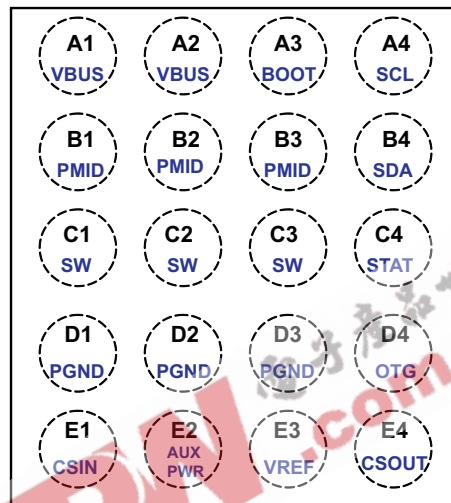 A1 A2 A3 A4
VBUS VBUS BOOT SCL
B1 B2 B3 B4
PMID PMID PMID SDA
C1 C2 C3 C4
SW SW SW STAT
D1 D2 D3 D4
PGND PGND PGND OTG
E1 E2 E3 E4
CSIN AUX PWR VREF CSOUT
.com